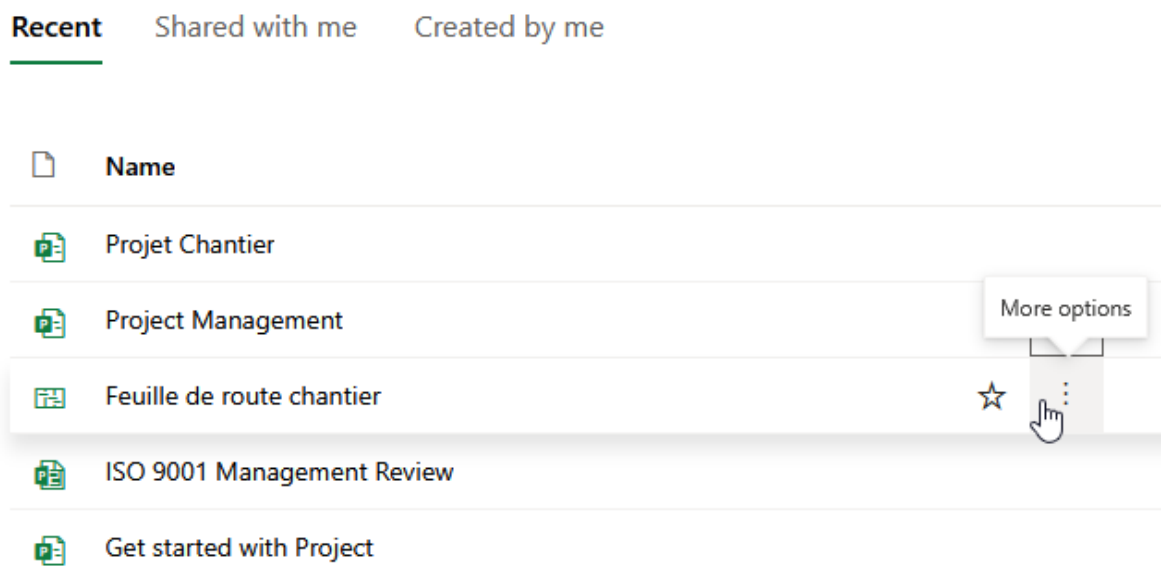 Recent Shared with me Created by me
Name
Projet Chantier
More options
Project Management
Feuille de route chantier
ISO 9001 Management Review
Get started with Project